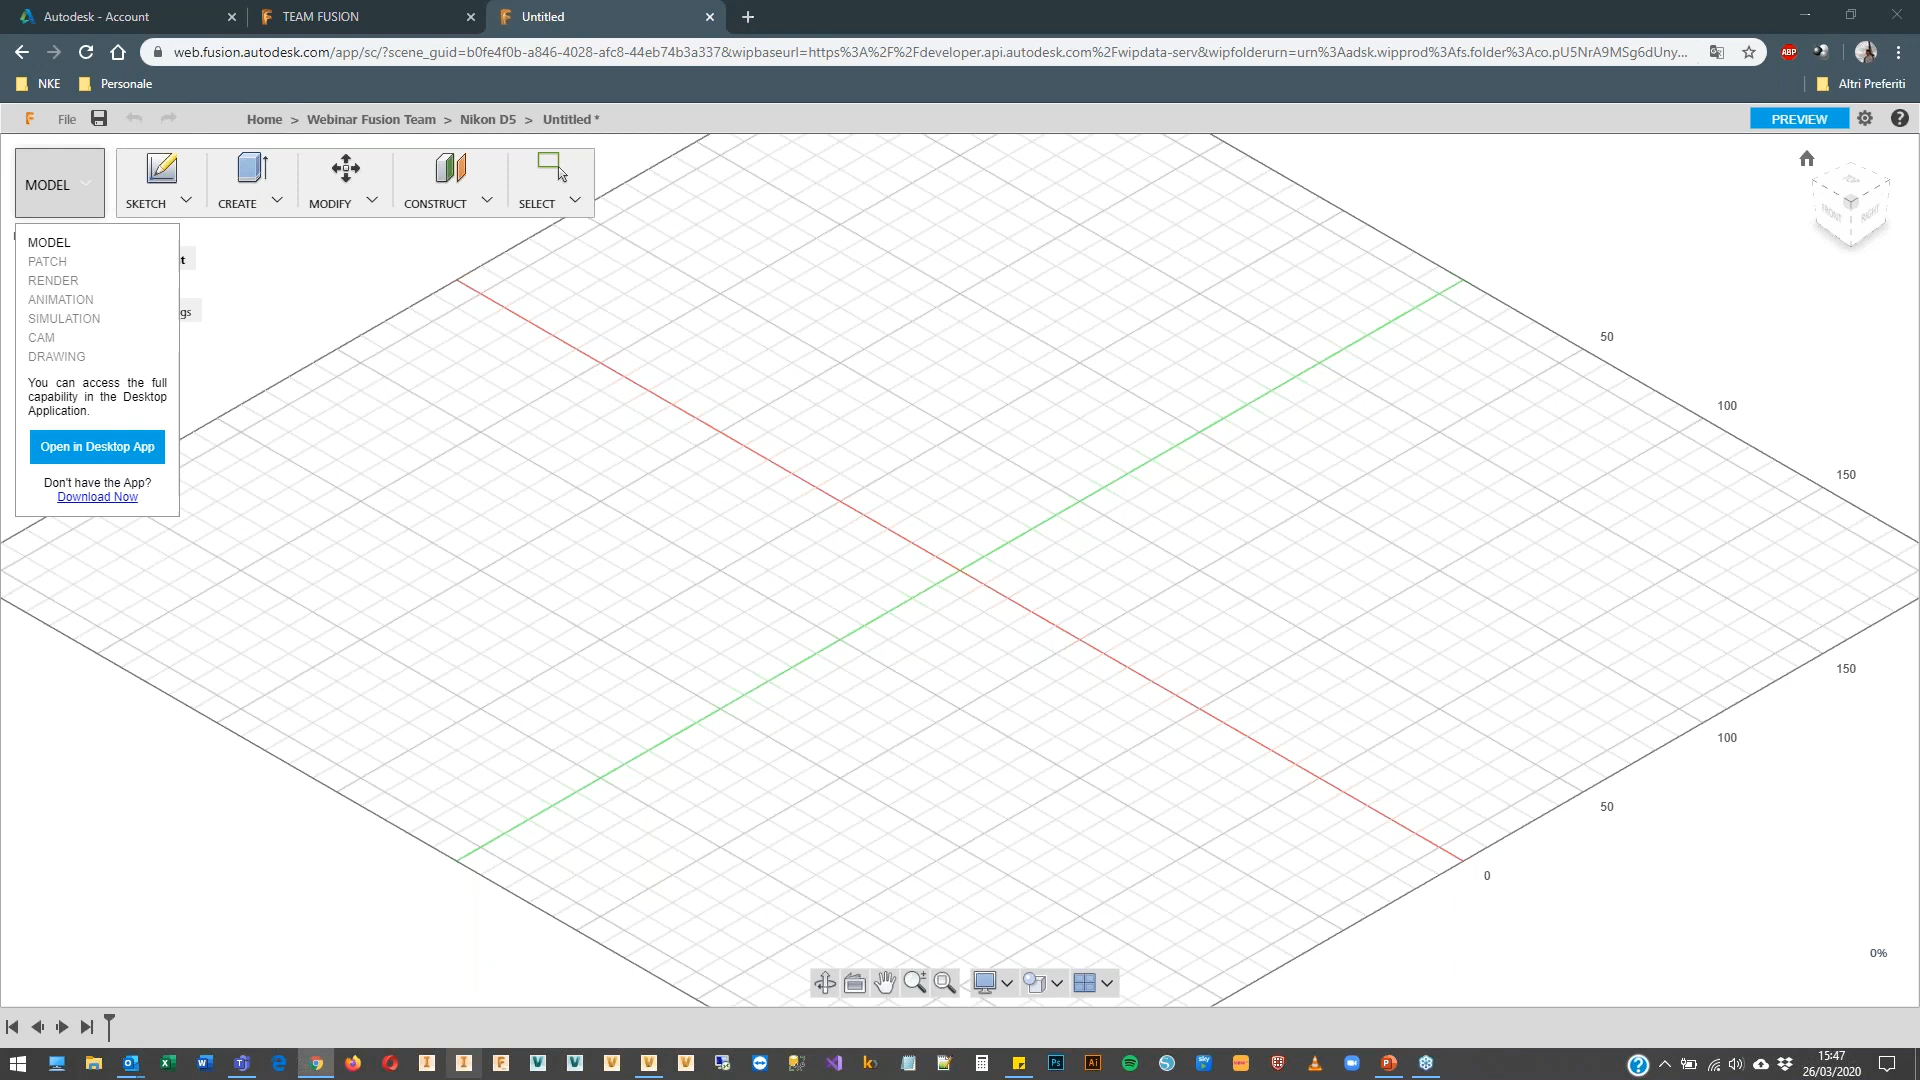 Autodesk - Account
TEAM FUSION
Untitled
web.fusion.autodesk.com/app/sc/?scene_guid=b0fe4f0b-a846-4028-afc8-44eb74b3a337&wipbaseurl=https%3A%2F%2Fdeveloper.api.autodesk.com%2Fwipdata-serv&wipfolderurn=urn%3Aadsk.wipprod%3Afs.folder%3Aco.pU5NrA9MSg6dUny...
ABP
NKE
Personale
Altri Preferiti
File
Home > Webinar Fusion Team > Nikon D5 > Untitled *
PREVIEW
MODEL
SKETCH
CREATE
MODIFY
CONSTRUCT
SELECT
FRONT
RIGHT
MODEL
PATCH
RENDER
ANIMATION
SIMULATION
CAM
DRAWING
You can access the full
capability in the Desktop
Application.
Open in Desktop App
Don't have the App?
Download Now
t
gs
50
100
150
150
100
50
0
0%
15:47
26/03/2020